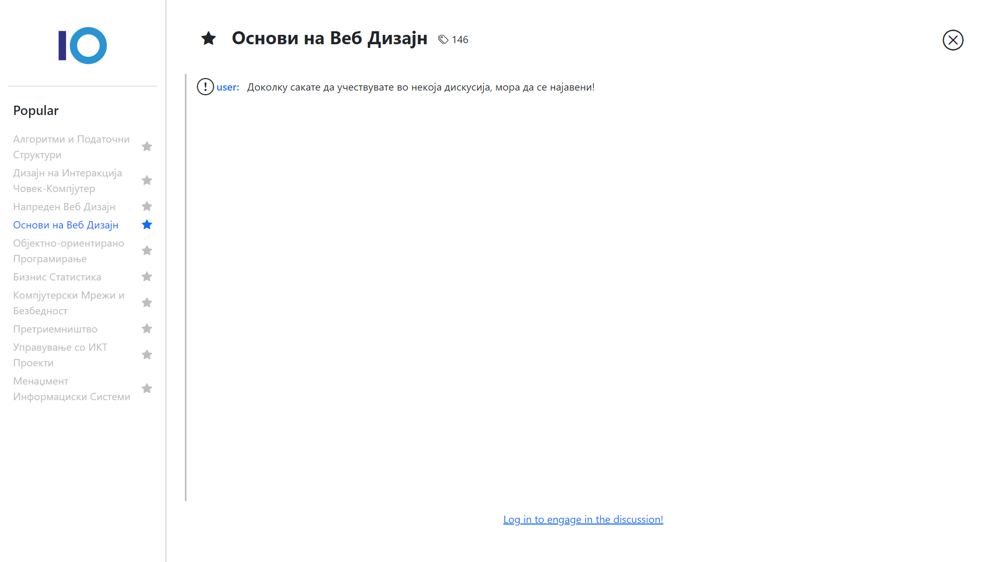 IO
Popular
Алгоритми и Податочни
Структури
Дизајн на Интеракција
Човек-Компјутер
Напреден Веб Дизајн
Основи на Веб Дизајн
Објектно-ориентирано
Програмирање
Бизнис Статистика
Компјутерски Мрежи и
Безбедност
Претриемништво
Управување со ИКТ
Проекти
Менаџмент
Информациски Системи
Основи на Веб Дизајн 146
user: Доколку сакате да учествувате во некоја дискусија, мора да се најавени!
Log in to engage in the discussion!